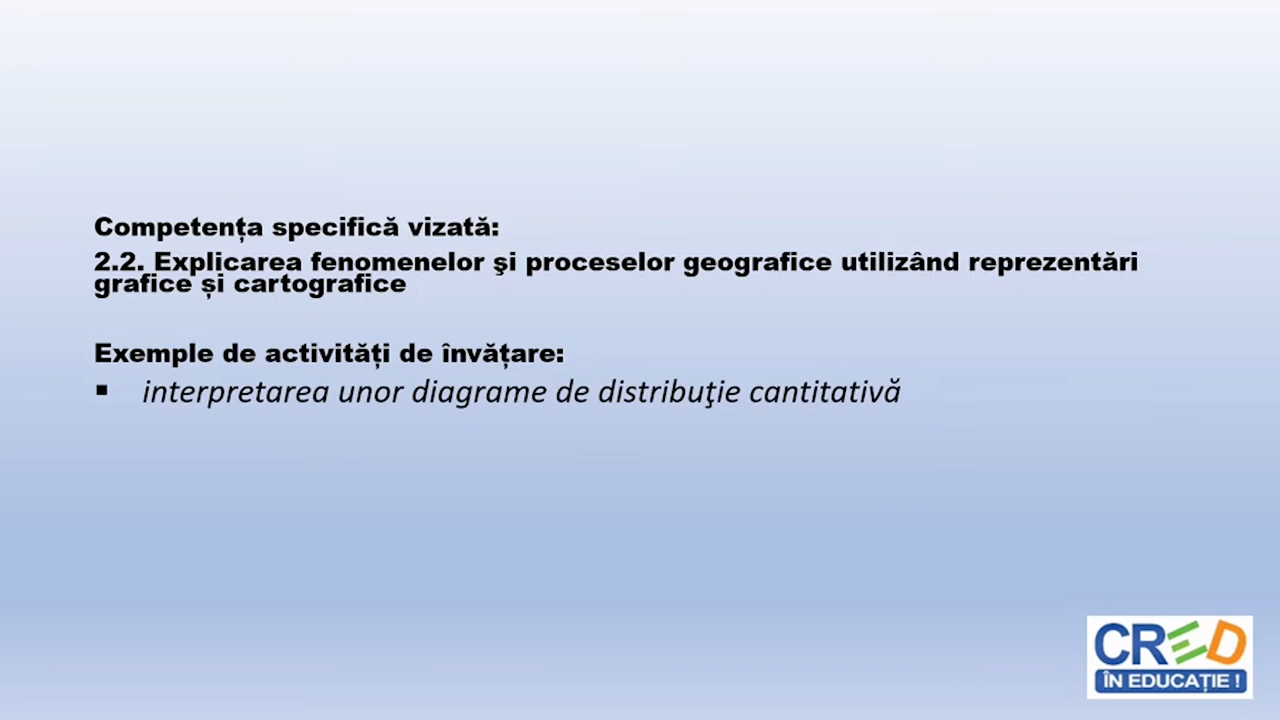 Competența specifică vizată:
2.2. Explicarea fenomenelor şi proceselor geografice utilizând reprezentări
grafice și cartografice
Exemple de activități de învățare:
▪ interpretarea unor diagrame de distribuţie cantitativă
CRED
ÎN EDUCAȚIE !